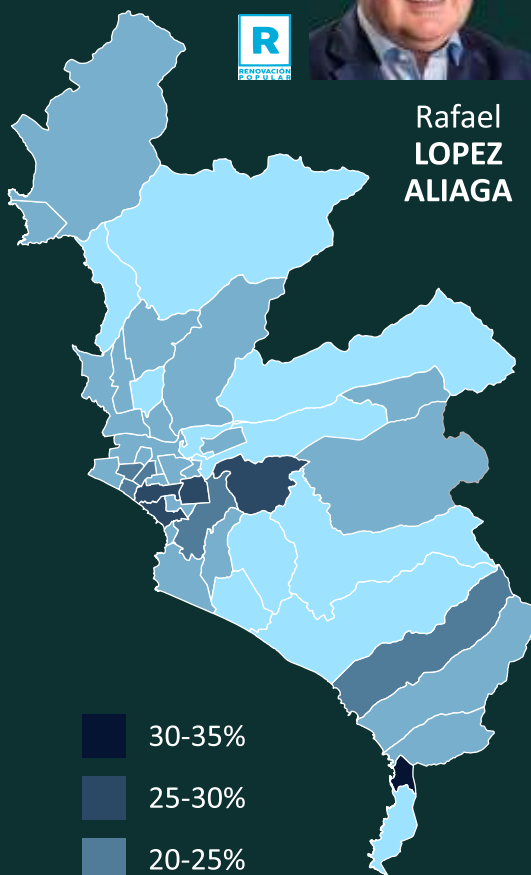 R
RENOVACIÓN
POPULAR
Rafael
LOPEZ
ALIAGA
30-35%
25-30%
20-25%